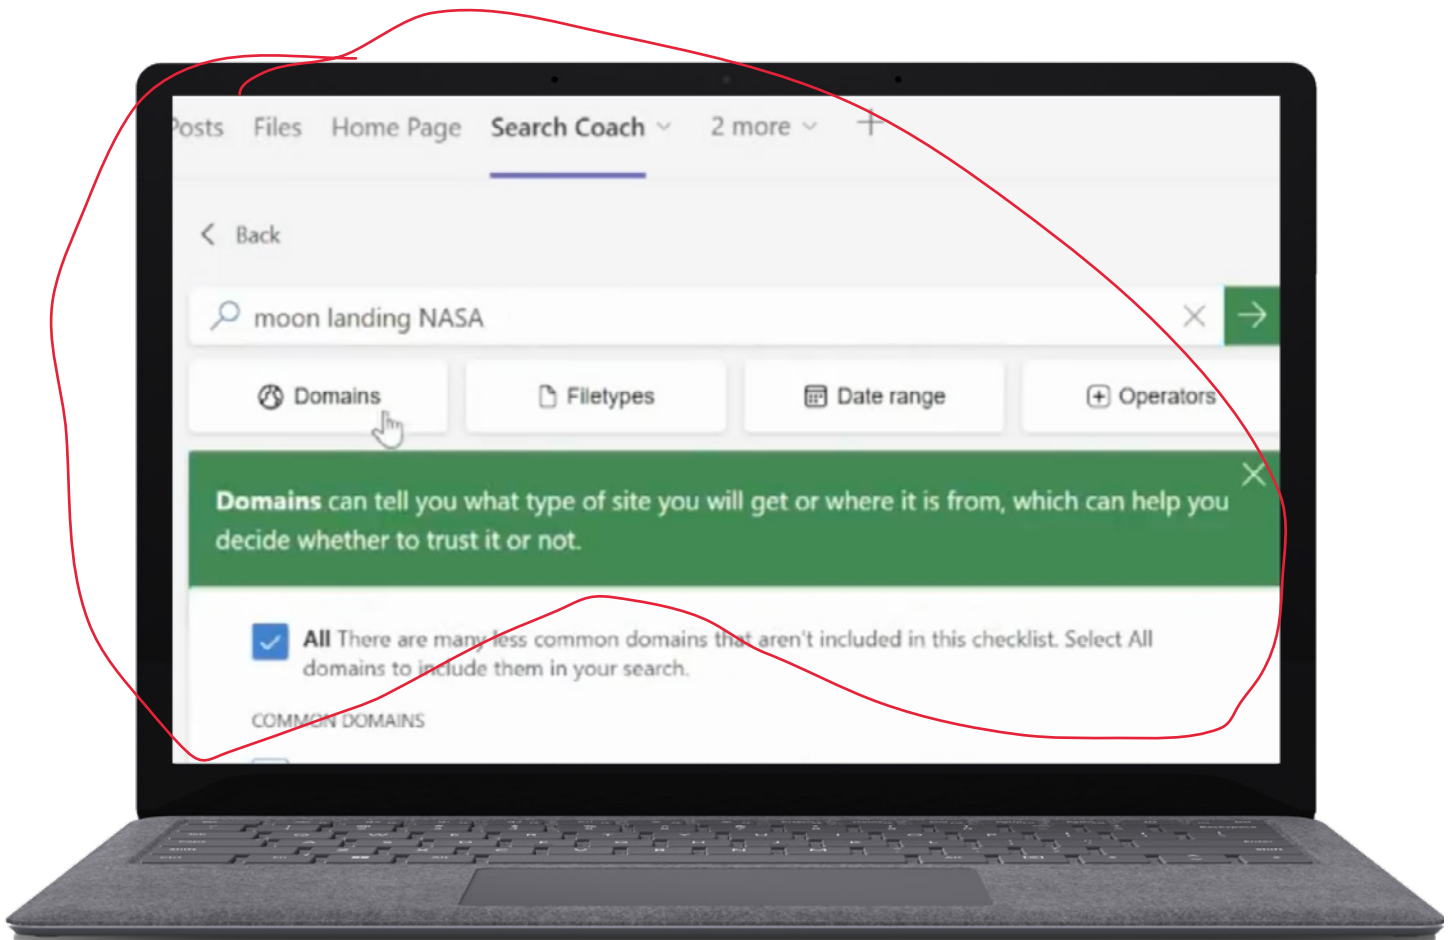 Posts Files Home Page Search Coach 2 more
Back
moon landing NASA
Domains Filetypes Date range Operators
Domains can tell you what type of site you will get or where it is from, which can help you
decide whether to trust it or not.
All There are many less common domains that aren't included in this checklist. Select All
domains to include them in your search.
COMMON DOMAINS